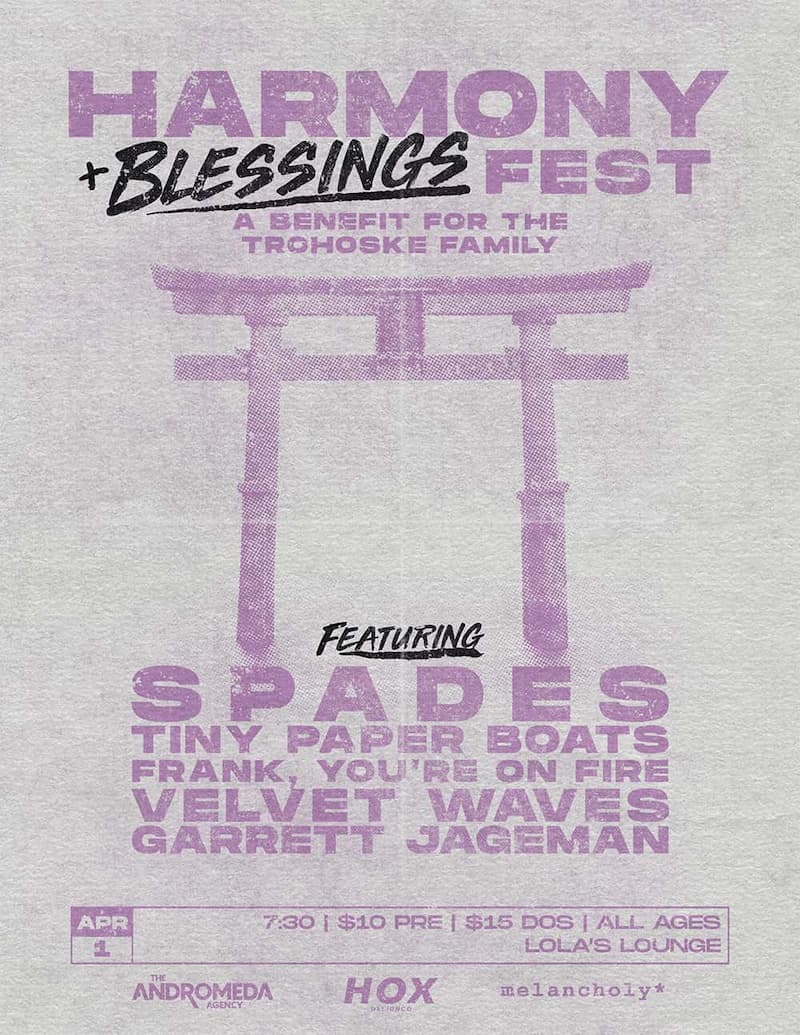 HARMONY
+BLESSINGS FEST
A BENEFIT FOR THE
TROHOSKE FAMILY
FEATURING
SPADES
TINY PAPER BOATS
FRANK, YOU'RE ON FIRE
VELVET WAVES
GARRETT JAGEMAN
APR 7:30 | $10 PRE | $15 DOS | ALL AGES
1 LOLA'S LOUNGE
THE
ANDROMEDA HOX melancholy*
AGENCY DESIGNCO